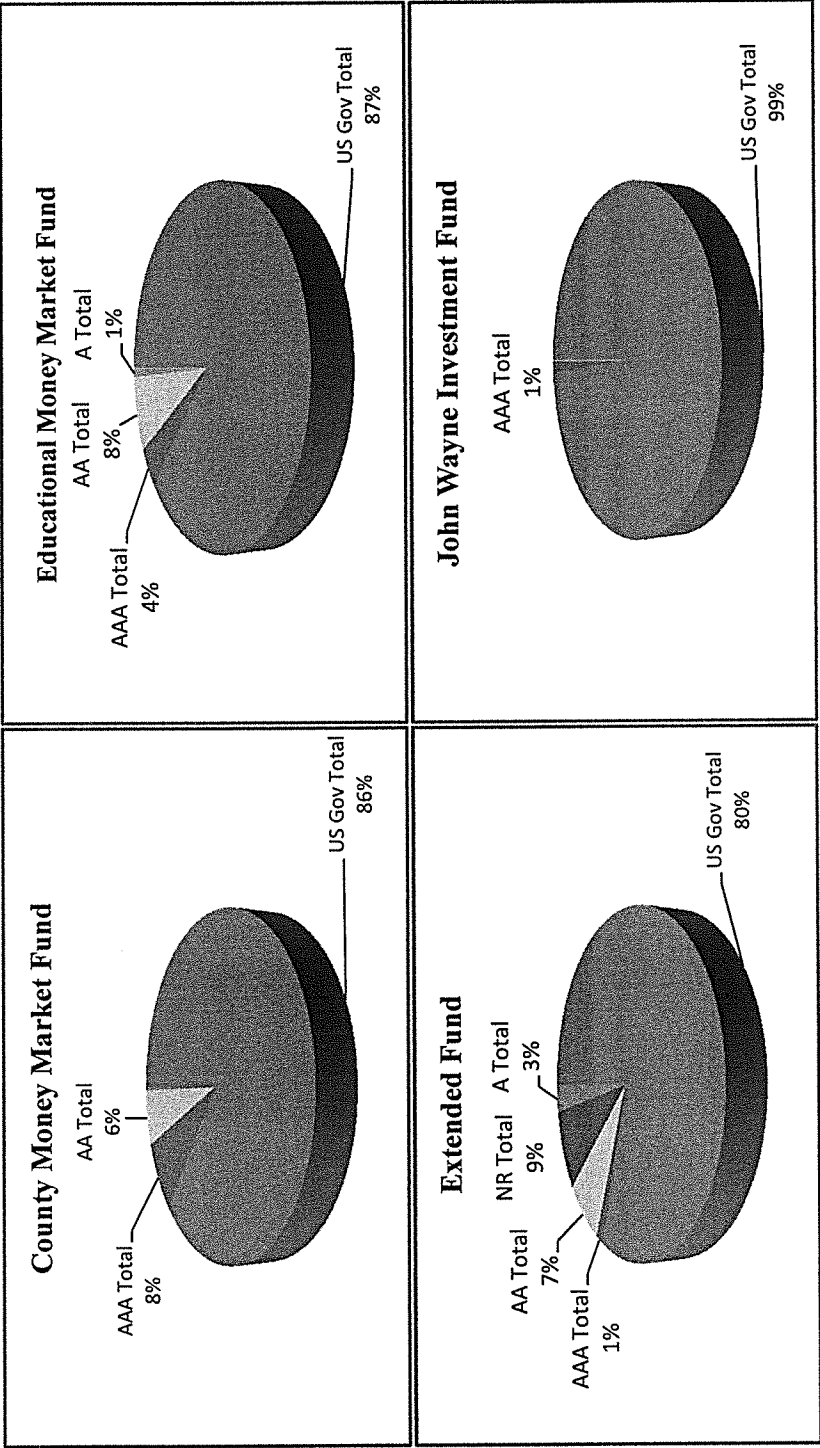 County Money Market Fund
AA Total
6%
AAA Total
8%
US Gov Total
86%
Educational Money Market Fund
A Total
1%
AA Total
8%
AAA Total
4%
US Gov Total
87%
Extended Fund
A Total
3%
NR Total
9%
AA Total
7%
AAA Total
1%
US Gov Total
80%
John Wayne Investment Fund
AAA Total
1%
US Gov Total
99%